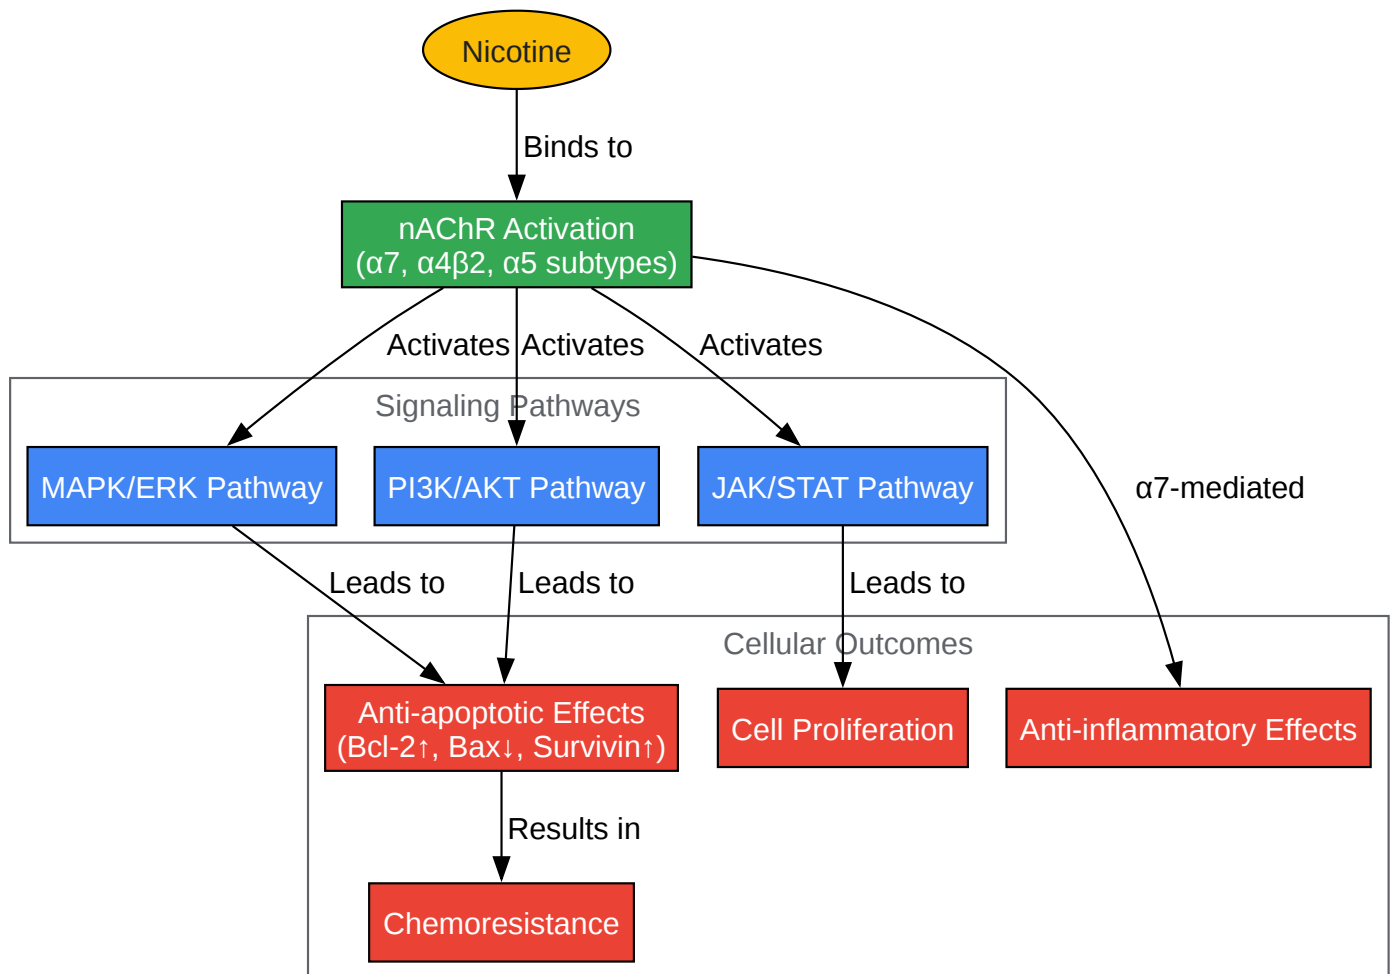 Nicotine
Binds to
nAChR Activation
(α7, α4β2, α5 subtypes)
Activates
Activates
Activates
Signaling Pathways
MAPK/ERK Pathway
PI3K/AKT Pathway
JAK/STAT Pathway
α7-mediated
Leads to
Leads to
Leads to
Cellular Outcomes
Anti-apoptotic Effects
(Bcl-2↑, Bax↓, Survivin↑)
Cell Proliferation
Anti-inflammatory Effects
Results in
Chemoresistance